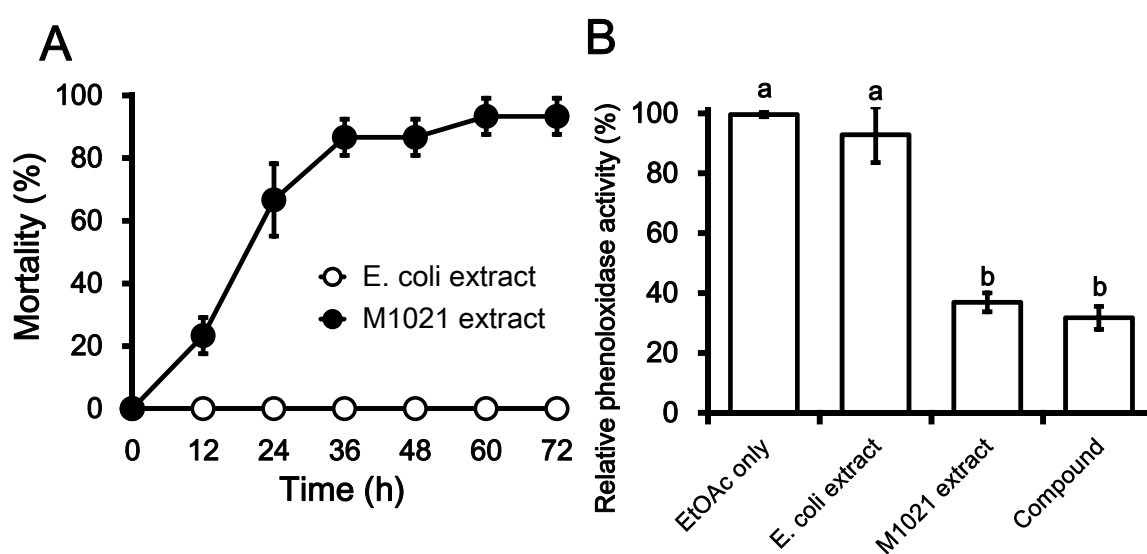 A
Mortality (%)
100
80
60
40
20
0
E. coli extract
M1021 extract
0 12 24 36 48 60 72
Time (h)
B
Relative phenoloxidase activity (%)
100
80
60
40
20
0
a
a
b
b
EtOAc only
E. coli extract
M1021 extract
Compound